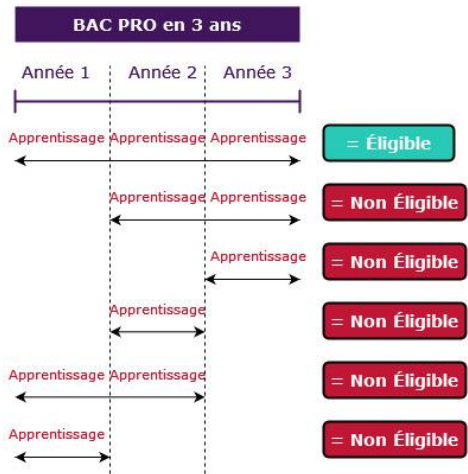 BAC PRO en 3 ans
Année 1 Année 2 Année 3
Apprentissage Apprentissage Apprentissage = Éligible
Apprentissage Apprentissage = Non Éligible
Apprentissage = Non Éligible
Apprentissage = Non Éligible
Apprentissage Apprentissage = Non Éligible
Apprentissage = Non Éligible